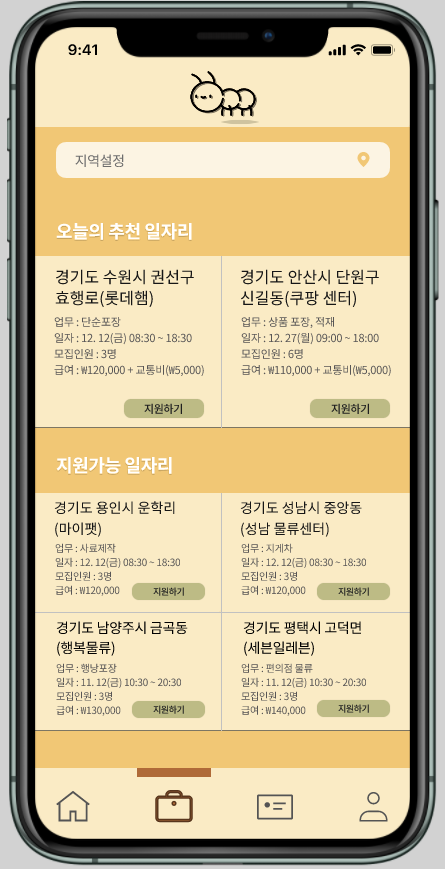 9:41
지역설정
오늘의 추천 일자리
경기도 수원시 권선구
효행로(롯데햄)
업무 : 단순포장
일자 : 12. 12(금) 08:30 ~ 18:30
모집인원 : 3명
급여 : ₩120,000 + 교통비(₩5,000)
지원하기
경기도 안산시 단원구
신길동(쿠팡 센터)
업무 : 상품 포장, 적재
일자 : 12. 27(월) 09:00 ~ 18:00
모집인원 : 6명
급여 : ₩110,000 + 교통비(₩5,000)
지원하기
지원가능 일자리
경기도 용인시 운학리
(마이펫)
업무 : 사료제작
일자 : 12. 12(금) 08:30 ~ 18:30
모집인원 : 3명
급여 : ₩120,000
지원하기
경기도 성남시 중앙동
(성남 물류센터)
업무 : 지게차
일자 : 12. 12(금) 08:30 ~ 18:30
모집인원 : 3명
급여 : ₩120,000
지원하기
경기도 남양주시 금곡동
(행복물류)
업무 : 행낭포장
일자 : 11. 12(금) 10:30 ~ 20:30
모집인원 : 3명
급여 : ₩130,000
지원하기
경기도 평택시 고덕면
(세븐일레븐)
업무 : 편의점 물류
일자 : 11. 12(금) 10:30 ~ 20:30
모집인원 : 3명
급여 : ₩140,000
지원하기